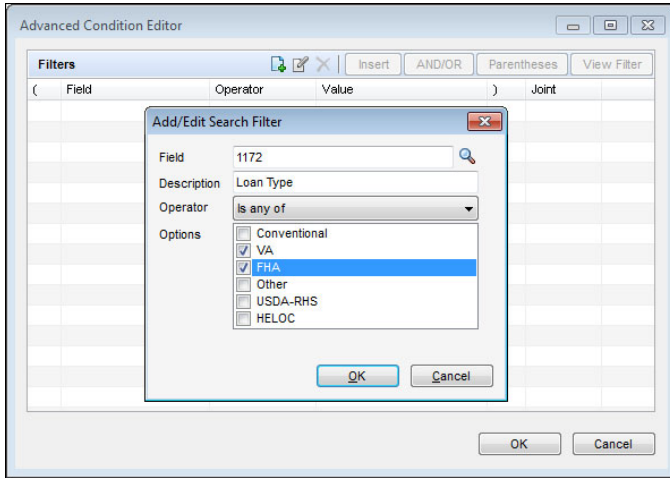 Advanced Condition Editor
Filters Insert AND/OR Parentheses View Filter
( Field Operator Value ) Joint
Add/Edit Search Filter
Field 1172
Description Loan Type
Operator Is any of
Options Conventional
VA
FHA
Other
USDA-RHS
HELOC
OK Cancel
OK Cancel